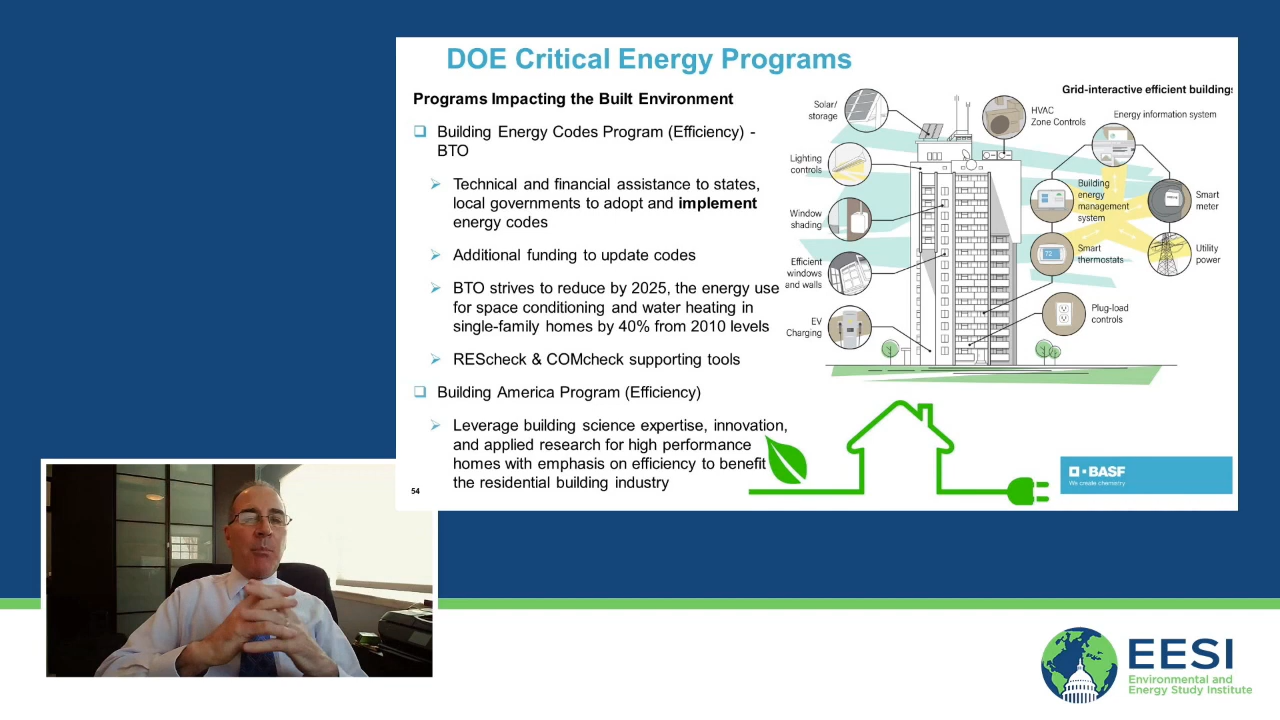 DOE Critical Energy Programs
Programs Impacting the Built Environment
Building Energy Codes Program (Efficiency) -
BTO
Technical and financial assistance to states,
local governments to adopt and implement
energy codes
Additional funding to update codes
BTO strives to reduce by 2025, the energy use
for space conditioning and water heating in
single-family homes by 40% from 2010 levels
REScheck & COMcheck supporting tools
Building America Program (Efficiency)
Leverage building science expertise, innovation,
and applied research for high performance
homes with emphasis on efficiency to benefit
the residential building industry
54
Grid-interactive efficient buildings
Solar/
storage
HVAC
Zone Controls
Energy information system
Lighting
controls
Building
energy
management
system
Smart
meter
Window
shading
Smart
thermostats
Utility
power
Efficient
windows
and walls
72
EV
Charging
Plug-load
controls
BASF
We create chemistry
EESI
Environmental and
Energy Study Institute